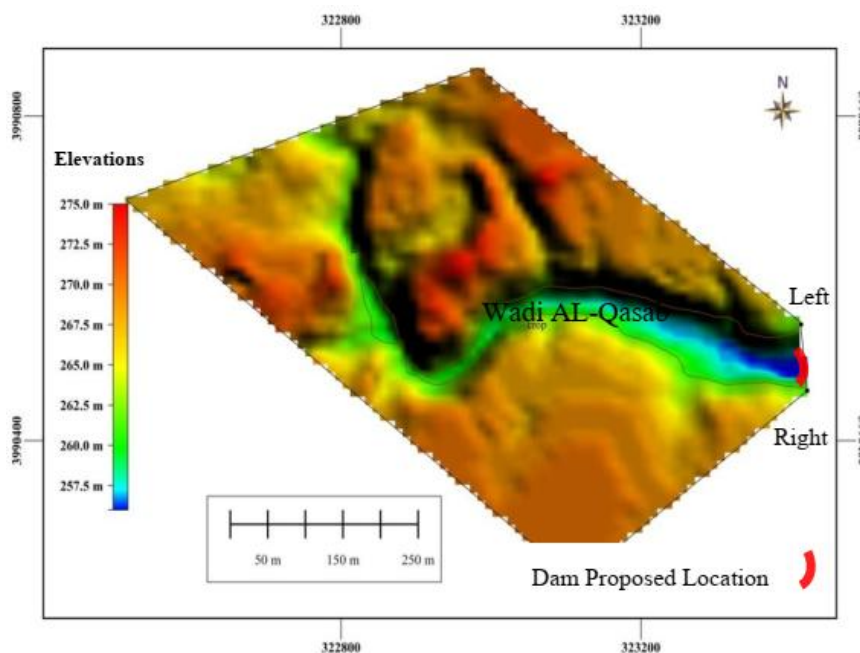 322800 323200
N
3990800
Elevations
275.0 m
272.5 m
270.0 m
267.5 m
265.0 m
262.5 m
260.0 m
257.5 m
Left
Wadi AL-Qasab
crop
3990400
Right
50 m 150 m 250 m
Dam Proposed Location
322800 323200